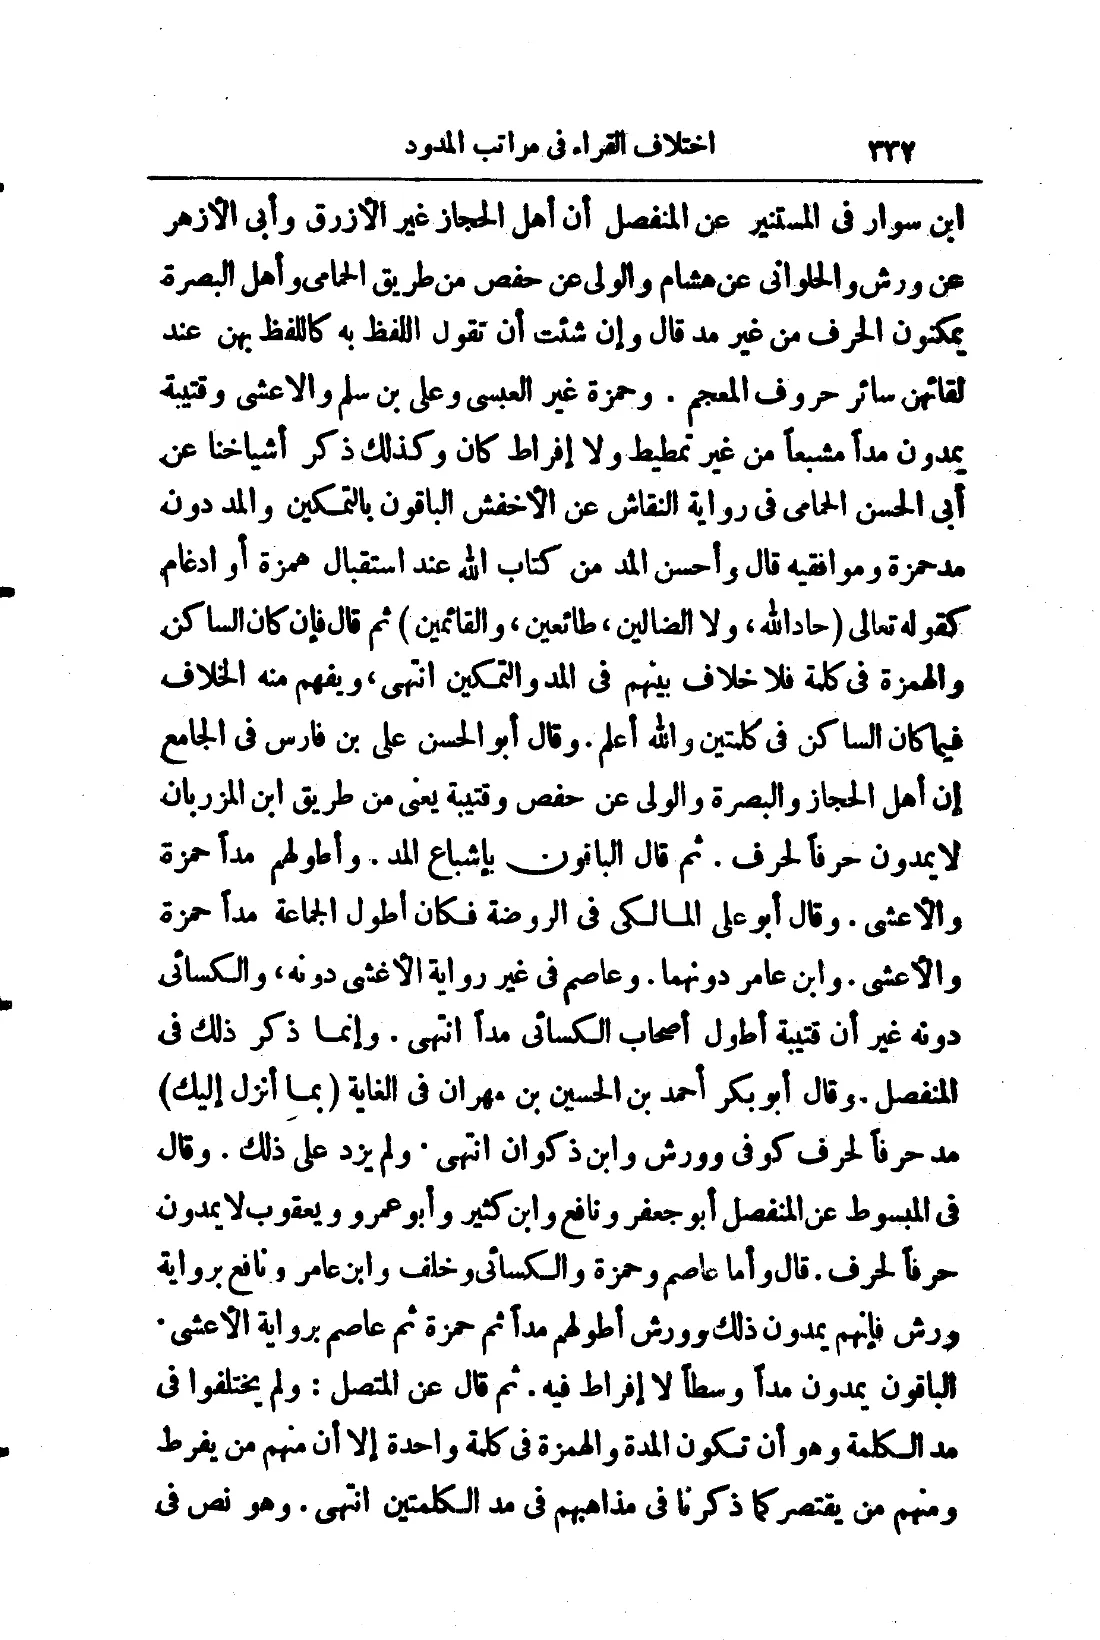 ٣٣٧ اختلاف القراء فى مراتب المدود
ابن سوار فى المستنير عن المنفصل أن أهل الحجاز غير الأزرق وأبى الأزهر
عن ورش والحلوانى عن هشام والولى عن حفص من طريق الحمامى وأهل البصرة
يمكنون الحرف من غير مد قال وإن شئت أن تقول اللفظ به كاللفظ بهن عند
لقائهن سائر حروف المعجم . وحمزة غير العبسى وعلى بن سلم والاعشى وقتيبة
يمدون مداً مشبعاً من غير تمطيط ولا إفراط كان وكذلك ذكر أشياخنا عن
أبى الحسن الحمامى فى رواية النقاش عن الأخفش الباقون بالتمكين والمد دون
مد حمزة وموافقيه قال وأحسن المد من كتاب الله عند استقبال همزة أو ادغام
كقوله تعالى (حاد الله، ولا الضالين، طائعين، والقائمين) ثم قال فإن كان الساكن
والهمزة فى كلمة فلا خلاف بينهم فى المد والتمكين انتهى، ويفهم منه الخلاف
فيما كان الساكن فى كلمتين والله أعلم . وقال أبو الحسن على بن فارس فى الجامع
إن أهل الحجاز والبصرة والولى عن حفص وقتيبة يعنى من طريق ابن المزربان
لا يمدون حرفاً لحرف . ثم قال الباقون بإشباع المد . وأطولهم مداً حمزة
والأعشى . وقال أبو على المالكى فى الروضة فكان أطول الجماعة مداً حمزة
والأعشى . وابن عامر دونهما . وعاصم فى غير رواية الأغشى دونه، والكسائى
دونه غير أن قتيبة أطول أصحاب الكسائى مداً انتهى . وإنما ذكر ذلك فى
المنفصل . وقال أبو بكر أحمد بن الحسين بن مهران فى الغاية (بما أنزل إليك)
مد حرفاً لحرف كوفى وورش وابن ذكوان انتهى . ولم يزد على ذلك . وقال
فى المبسوط عن المنفصل أبو جعفر ونافع وابن كثير وأبو عمرو ويعقوب لا يمدون
حرفاً لحرف . قال وأما عاصم وحمزة والكسائى وخلف وابن عامر ونافع برواية
ورش فإنهم يمدون ذلك وورش أطولهم مداً ثم حمزة ثم عاصم برواية الأعشى .
الباقون يمدون مداً وسطاً لا إفراط فيه . ثم قال عن المتصل : ولم يختلفوا فى
مد الكلمة وهو أن تكون المدة والهمزة فى كلمة واحدة إلا أن منهم من يفرط
ومنهم من يقتصر كما ذكرنا فى مذاهبهم فى مد الكلمتين انتهى . وهو نص فى